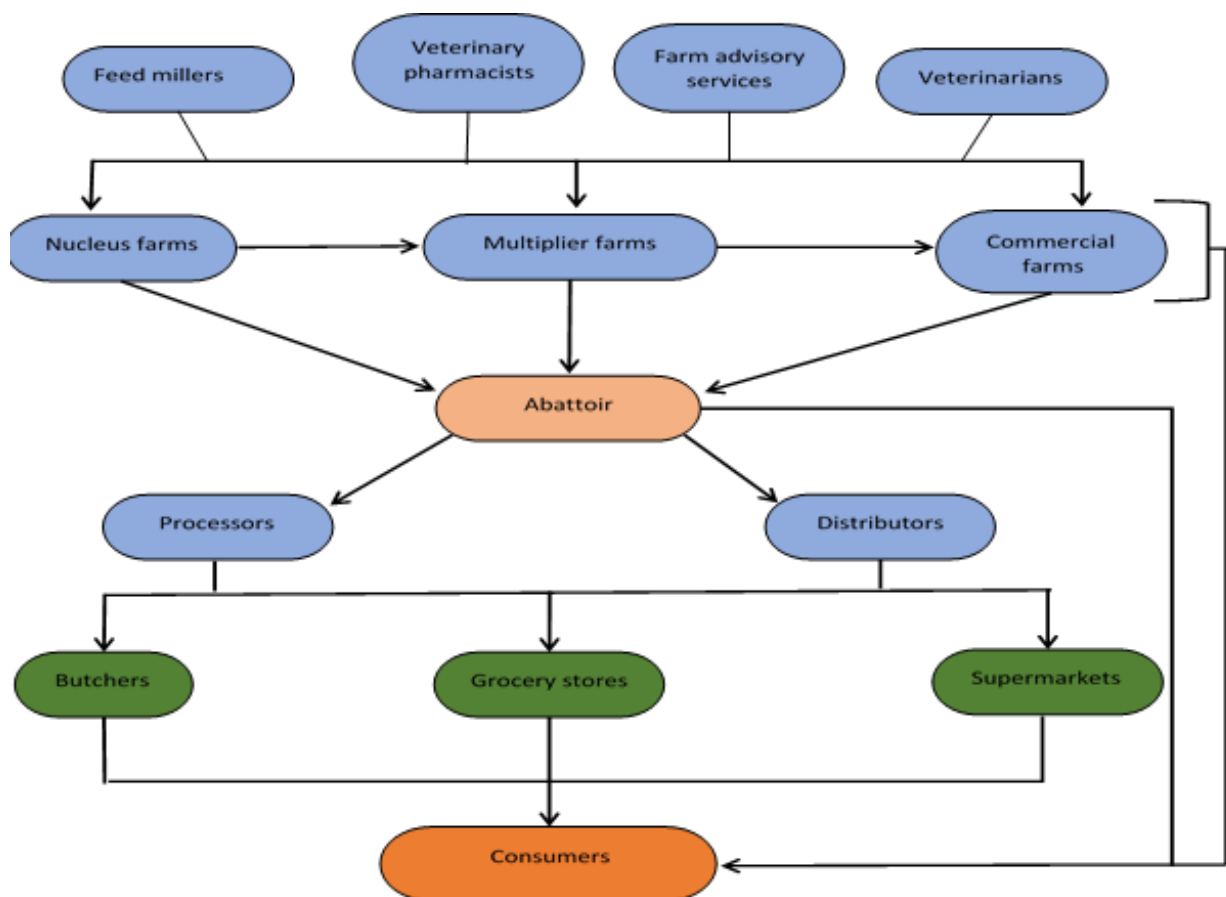 Feed millers
Veterinary
pharmacists
Farm advisory
services
Veterinarians
Nucleus farms
Multiplier farms
Commercial
farms
Abattoir
Processors
Distributors
Butchers
Grocery stores
Supermarkets
Consumers